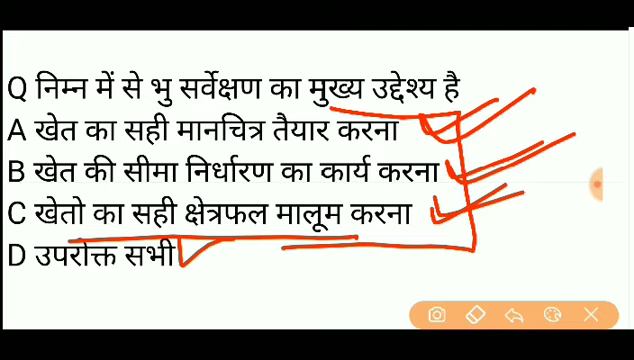 Q निम्न में से भु सर्वेक्षण का मुख्य उद्देश्य है
A खेत का सही मानचित्र तैयार करना
B खेत की सीमा निर्धारण का कार्य करना
C खेतो का सही क्षेत्रफल मालूम करना
D उपरोक्त सभी